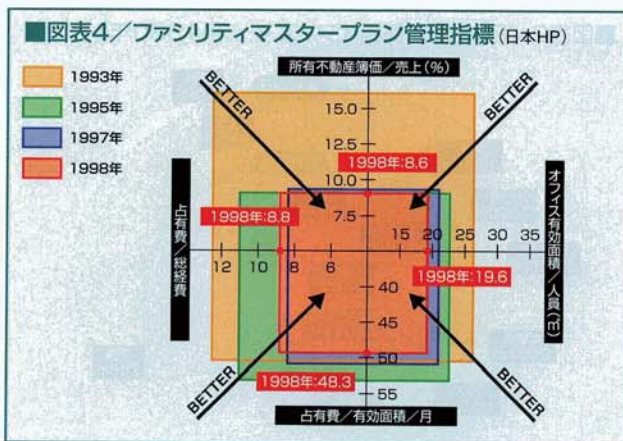 ■図表4／ファシリティマスタープラン管理指標(日本HP)
1993年
1995年
1997年
1998年
所有不動産簿価／売上(%)
BETTER
BETTER
15.0
12.5
10.0
7.5
1998年:8.6
1998年:8.8
占有費／総経費
12 10 8 6
15 20 25 30 35
オフィス有効面積／人員(㎡)
1998年:19.6
40
45
50
55
1998年:48.3
BETTER
BETTER
占有費／有効面積／月